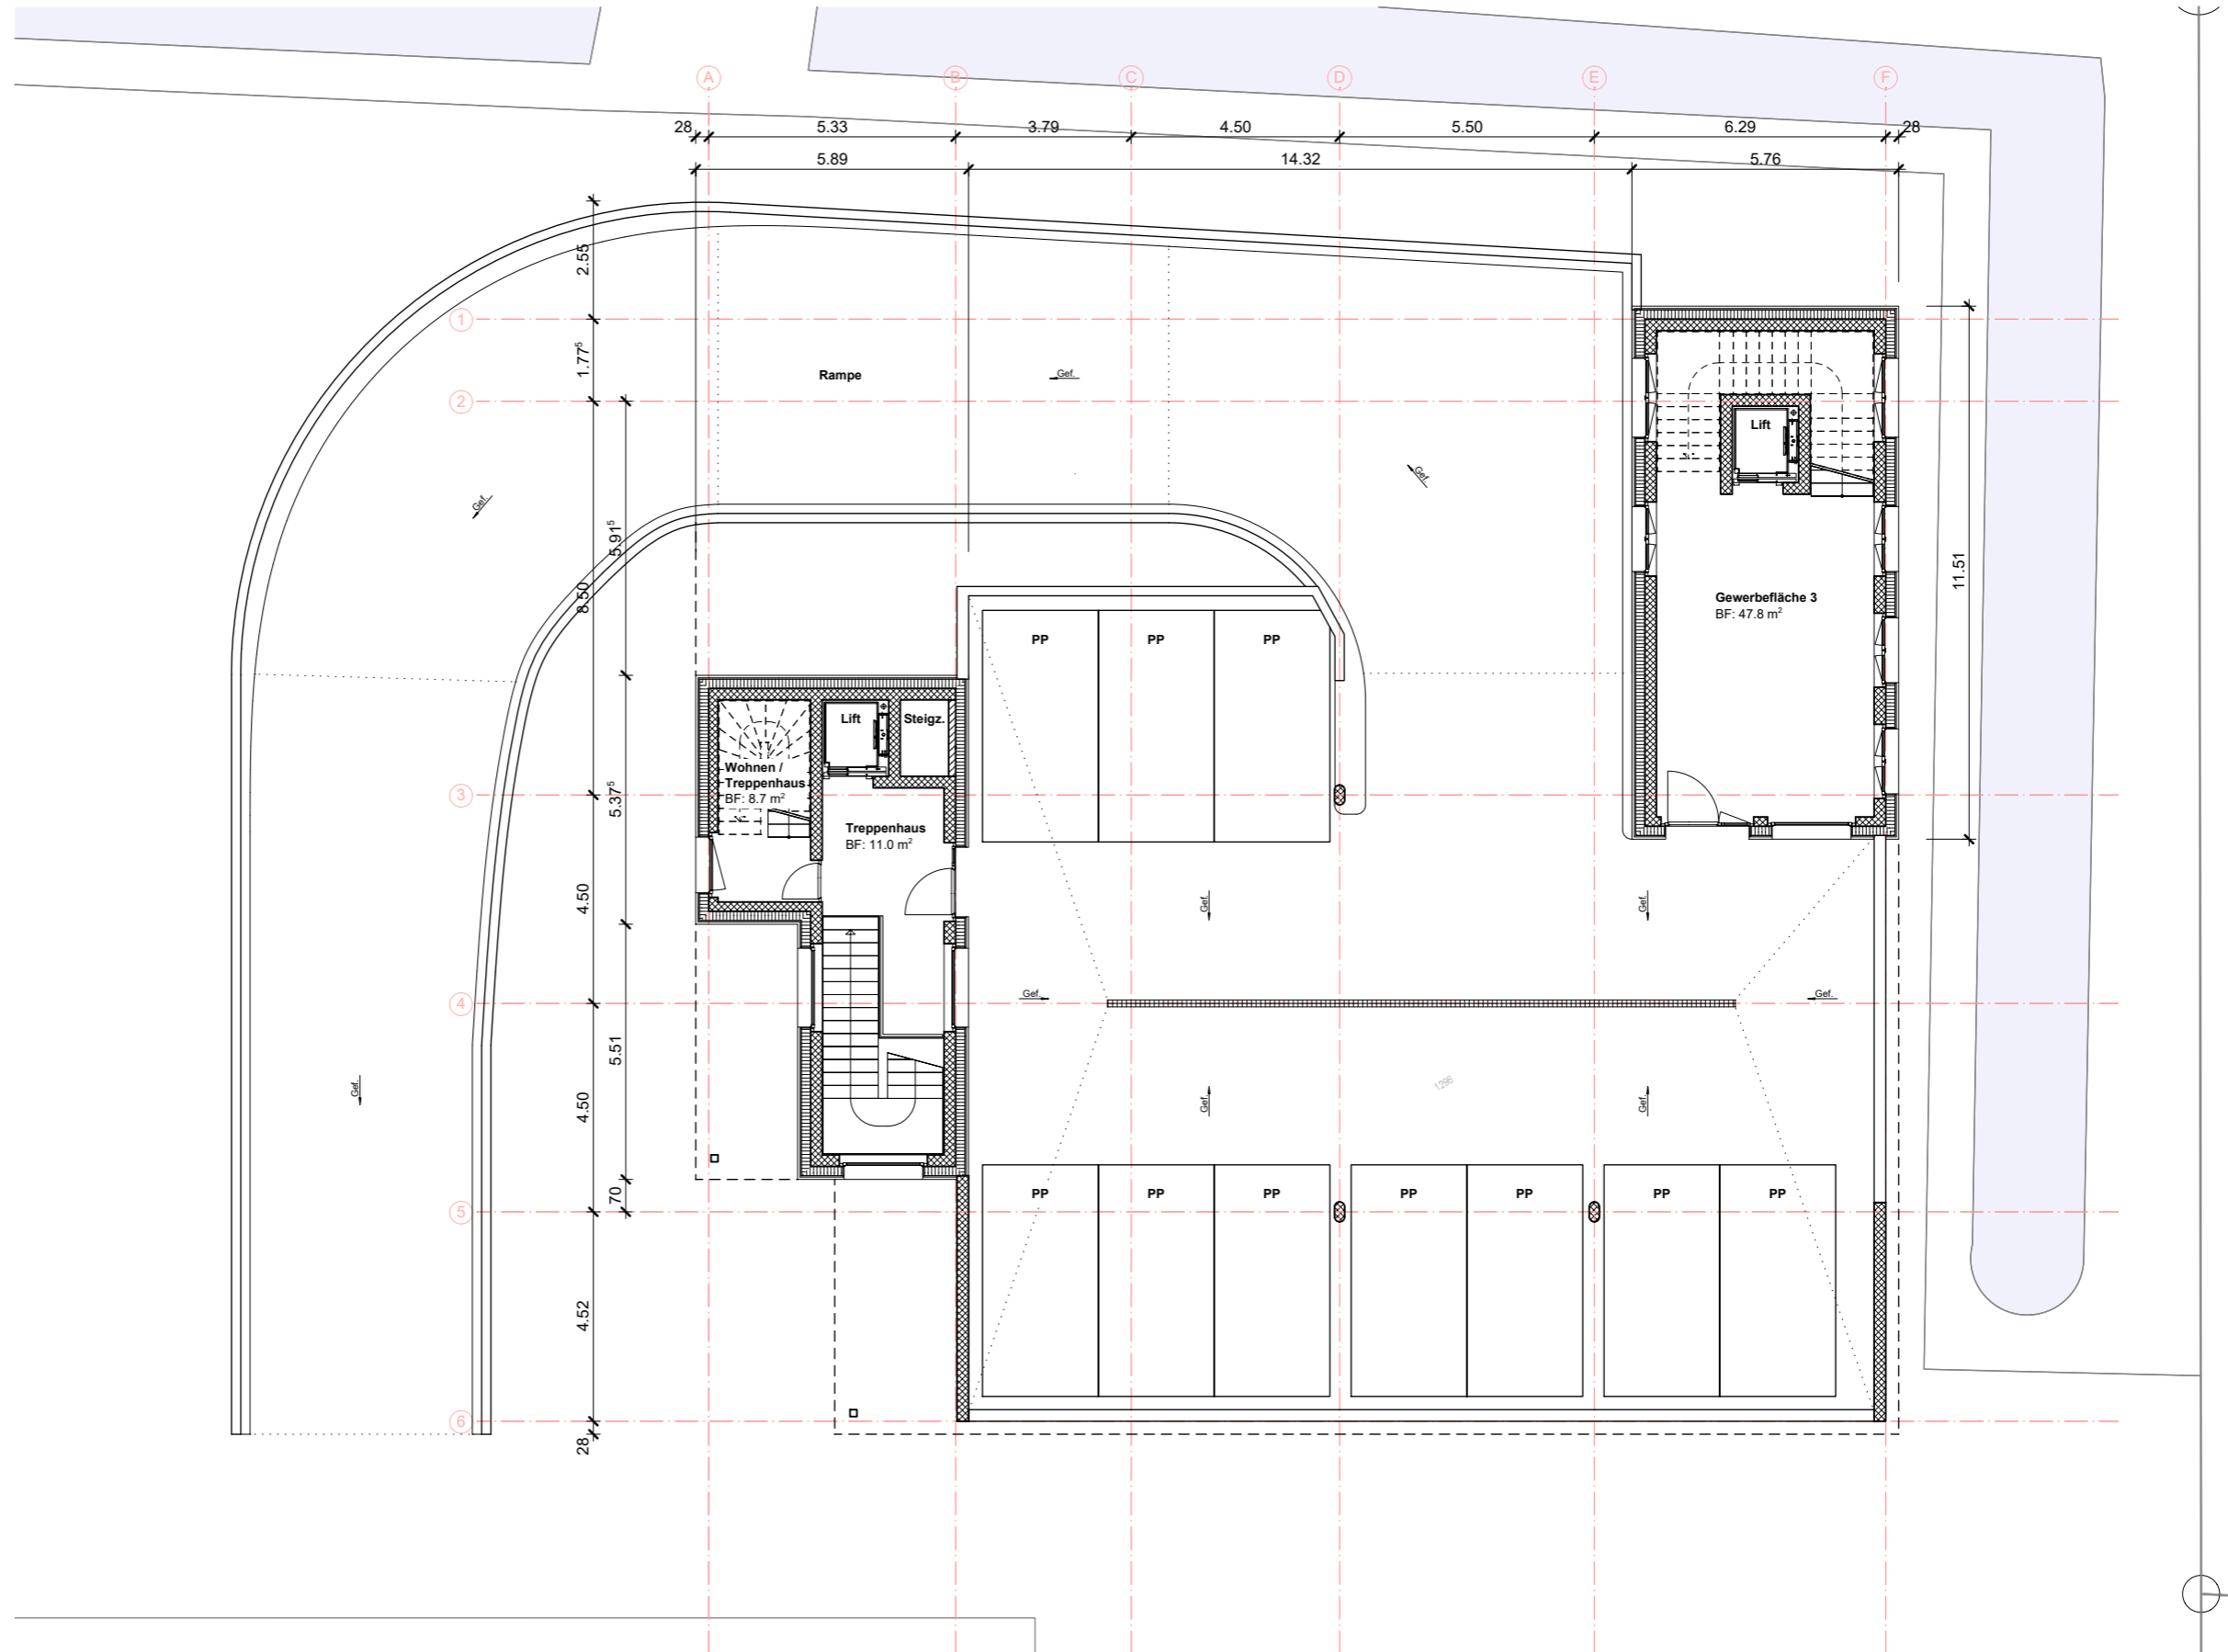 A B C D E F
28 5.33 3.79 4.50 5.50 6.29 28
5.89 14.32 5.76
2.55
1
1.77⁵
Rampe
Gef.
2
Lift
Gef.
Gef.
5.91⁵
8.50
11.51
Gewerbefläche 3
BF: 47.8 m²
PP PP PP
Lift Steigz.
Wohnen /
Treppenhaus
BF: 8.7 m²
3
5.37⁵
Treppenhaus
BF: 11.0 m²
4.50
Gef. Gef.
Gef. Gef.
4
5.51
1296
Gef.
4.50
Gef. Gef.
PP PP PP PP PP PP PP
70
5
4.52
6
28